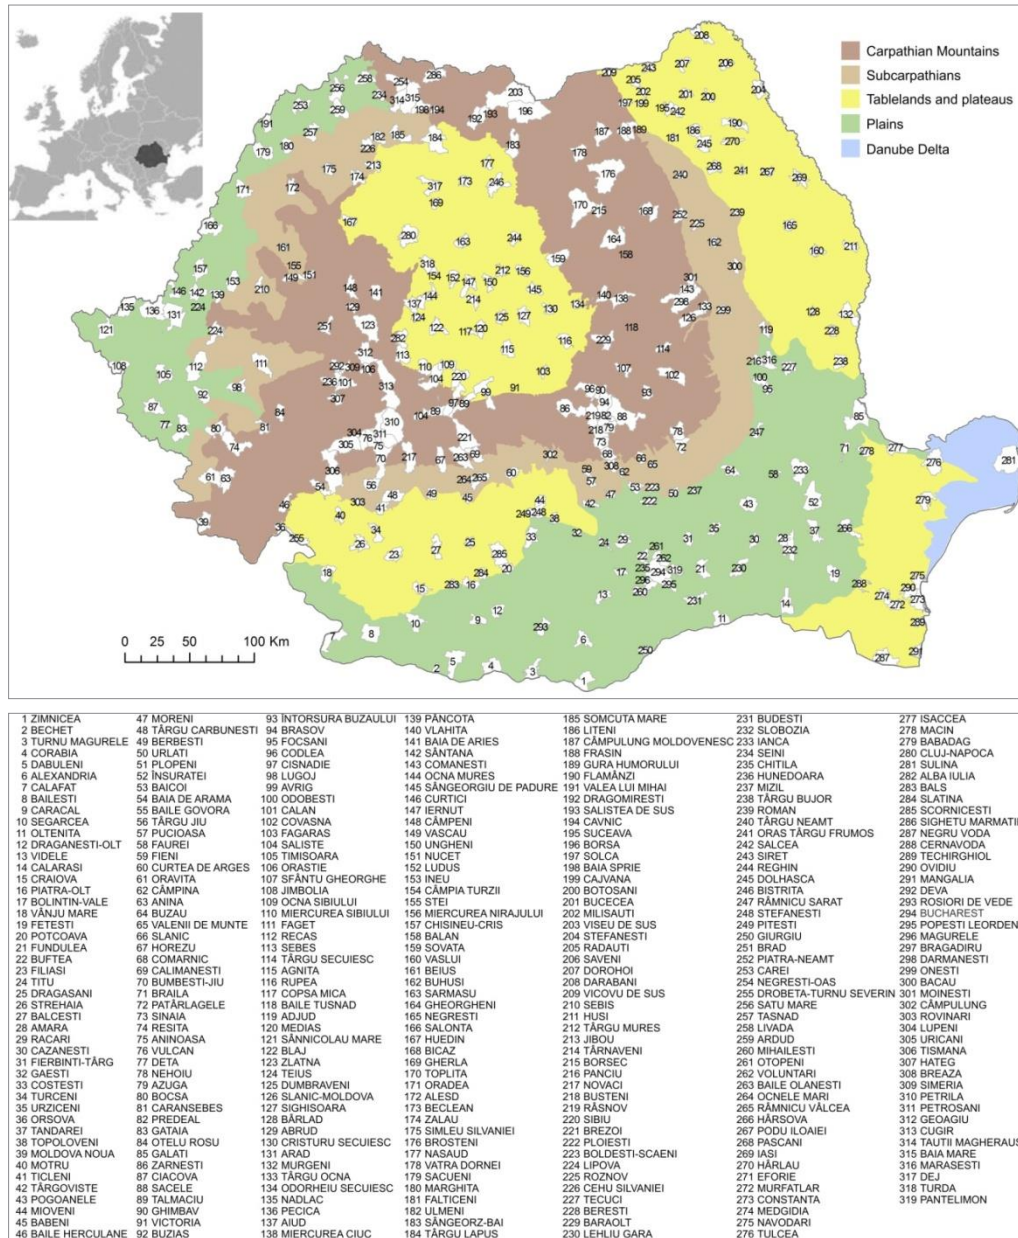 Carpathian Mountains
Subcarpathians
Tablelands and plateaus
Plains
Danube Delta
0 25 50 100 Km
1 ZIMNICEA
2 BECHET
3 TURNU MAGURELE
4 CORABIA
5 DABULENI
6 ALEXANDRIA
7 CALAFAT
8 BAILESTI
9 CARACAL
10 SEGARCEA
11 OLTENITA
12 DRAGANESTI-OLT
13 VIDELE
14 CALARASI
15 CRAIOVA
16 PIATRA-OLT
17 BOLINTIN-VALE
18 VÂNJU MARE
19 FETESTI
20 POTCOAVA
21 FUNDULEA
22 BUFTEA
23 FILIASI
24 TITU
25 DRAGASANI
26 STREHAIA
27 BALCESTI
28 AMARA
29 RACARI
30 CAZANESTI
31 FIERBINTI-TÂRG
32 GAESTI
33 COSTESTI
34 TURCENI
35 URZICENI
36 ORSOVA
37 TANDAREI
38 TOPOLOVENI
39 MOLDOVA NOUA
40 MOTRU
41 TICLENI
42 TÂRGOVISTE
43 POGOANELE
44 MIOVENI
45 BABENI
46 BAILE HERCULANE
47 MORENI
48 TÂRGU CARBUNESTI
49 BERBESTI
50 URLATI
51 PLOPENI
52 ÎNSURATEI
53 BAICOI
54 BAIA DE ARAMA
55 BAILE GOVORA
56 TÂRGU JIU
57 PUCIOASA
58 FAUREI
59 FIENI
60 CURTEA DE ARGES
61 ORAVITA
62 CÂMPINA
63 ANINA
64 BUZAU
65 VALENII DE MUNTE
66 SLANIC
67 HOREZU
68 COMARNIC
69 CALIMANESTI
70 BUMBESTI-JIU
71 BRAILA
72 PATÂRLAGELE
73 SINAIA
74 RESITA
75 ANINOASA
76 VULCAN
77 DETA
78 NEHOIU
79 AZUGA
80 BOCSA
81 CARANSEBES
82 PREDEAL
83 GATAIA
84 OTELU ROSU
85 GALATI
86 ZARNESTI
87 CIACOVA
88 SACELE
89 TALMACIU
90 GHIMBAV
91 VICTORIA
92 BUZIAS
93 ÎNTORSURA BUZAULUI
94 BRASOV
95 FOCSANI
96 CODLEA
97 CISNADIE
98 LUGOJ
99 AVRIG
100 ODOBESTI
101 CALAN
102 COVASNA
103 FAGARAS
104 SALISTE
105 TIMISOARA
106 ORASTIE
107 SFÂNTU GHEORGHE
108 JIMBOLIA
109 OCNA SIBIULUI
110 MIERCUREA SIBIULUI
111 FAGET
112 RECAS
113 SEBES
114 TÂRGU SECUIESC
115 AGNITA
116 RUPEA
117 COPSA MICA
118 BAILE TUSNAD
119 ADJUD
120 MEDIAS
121 SÂNNICOLAU MARE
122 BLAJ
123 ZLATNA
124 TEIUS
125 DUMBRAVENI
126 SLANIC-MOLDOVA
127 SIGHISOARA
128 BÂRLAD
129 ABRUD
130 CRISTURU SECUIESC
131 ARAD
132 MURGENI
133 TÂRGU OCNA
134 ODORHEIU SECUIESC
135 NADLAC
136 PECICA
137 AIUD
138 MIERCUREA CIUC
139 PÂNCOTA
140 VLAHITA
141 BAIA DE ARIES
142 SÂNTANA
143 COMANESTI
144 OCNA MURES
145 SÂNGEORGIU DE PADURE
146 CURTICI
147 IERNUT
148 CÂMPENI
149 VASCAU
150 UNGHENI
151 NUCET
152 LUDUS
153 INEU
154 CÂMPIA TURZII
155 STEI
156 MIERCUREA NIRAJULUI
157 CHISINEU-CRIS
158 BALAN
159 SOVATA
160 VASLUI
161 BEIUS
162 BUHUSI
163 SARMASU
164 GHEORGHENI
165 NEGRESTI
166 SALONTA
167 HUEDIN
168 BICAZ
169 GHERLA
170 TOPLITA
171 ORADEA
172 ALESD
173 BECLEAN
174 ZALAU
175 SIMLEU SILVANIEI
176 BROSTENI
177 NASAUD
178 VATRA DORNEI
179 SACUENI
180 MARGHITA
181 FALTICENI
182 ULMENI
183 SÂNGEORZ-BAI
184 TÂRGU LAPUS
185 SOMCUTA MARE
186 LITENI
187 CÂMPULUNG MOLDOVENESC
188 FRASIN
189 GURA HUMORULUI
190 FLAMÂNZI
191 VALEA LUI MIHAI
192 DRAGOMIRESTI
193 SALISTEA DE SUS
194 CAVNIC
195 SUCEAVA
196 BORSA
197 SOLCA
198 BAIA SPRIE
199 CAJVANA
200 BOTOSANI
201 BUCECEA
202 MILISAUTI
203 VISEU DE SUS
204 STEFANESTI
205 RADAUTI
206 SAVENI
207 DOROHOI
208 DARABANI
209 VICOVU DE SUS
210 SEBIS
211 HUSI
212 TÂRGU MURES
213 JIBOU
214 TÂRNAVENI
215 BORSEC
216 PANCIU
217 NOVACI
218 BUSTENI
219 RÂSNOV
220 SIBIU
221 BREZOI
222 PLOIESTI
223 BOLDESTI-SCAENI
224 LIPOVA
225 ROZNOV
226 CEHU SILVANIEI
227 TECUCI
228 BERESTI
229 BARAOLT
230 LEHLIU GARA
231 BUDESTI
232 SLOBOZIA
233 IANCA
234 SEINI
235 CHITILA
236 HUNEDOARA
237 MIZIL
238 TÂRGU BUJOR
239 ROMAN
240 TÂRGU NEAMT
241 ORAS TÂRGU FRUMOS
242 SALCEA
243 SIRET
244 REGHIN
245 DOLHASCA
246 BISTRITA
247 RÂMNICU SARAT
248 STEFANESTI
249 PITESTI
250 GIURGIU
251 BRAD
252 PIATRA-NEAMT
253 CAREI
254 NEGRESTI-OAS
255 DROBETA-TURNU SEVERIN
256 SATU MARE
257 TASNAD
258 LIVADA
259 ARDUD
260 MIHAILESTI
261 OTOPENI
262 VOLUNTARI
263 BAILE OLANESTI
264 OCNELE MARI
265 RÂMNICU VÂLCEA
266 HÂRSOVA
267 PODU ILOAIEI
268 PASCANI
269 IASI
270 HÂRLAU
271 EFORIE
272 MURFATLAR
273 CONSTANTA
274 MEDGIDIA
275 NAVODARI
276 TULCEA
277 ISACCEA
278 MACIN
279 BABADAG
280 CLUJ-NAPOCA
281 SULINA
282 ALBA IULIA
283 BALS
284 SLATINA
285 SCORNICESTI
286 SIGHETU MARMATIE
287 NEGRU VODA
288 CERNAVODA
289 TECHIRGHIOL
290 OVIDIU
291 MANGALIA
292 DEVA
293 ROSIORI DE VEDE
294 BUCHAREST
295 POPESTI LEORDEN
296 MAGURELE
297 BRAGADIRU
298 DARMANESTI
299 ONESTI
300 BACAU
301 MOINESTI
302 CÂMPULUNG
303 ROVINARI
304 LUPENI
305 URICANI
306 TISMANA
307 HATEG
308 BREAZA
309 SIMERIA
310 PETRILA
311 PETROSANI
312 GEOAGIU
313 CUGIR
314 TAUTII MAGHERAUS
315 BAIA MARE
316 MARASESTI
317 DEJ
318 TURDA
319 PANTELIMON